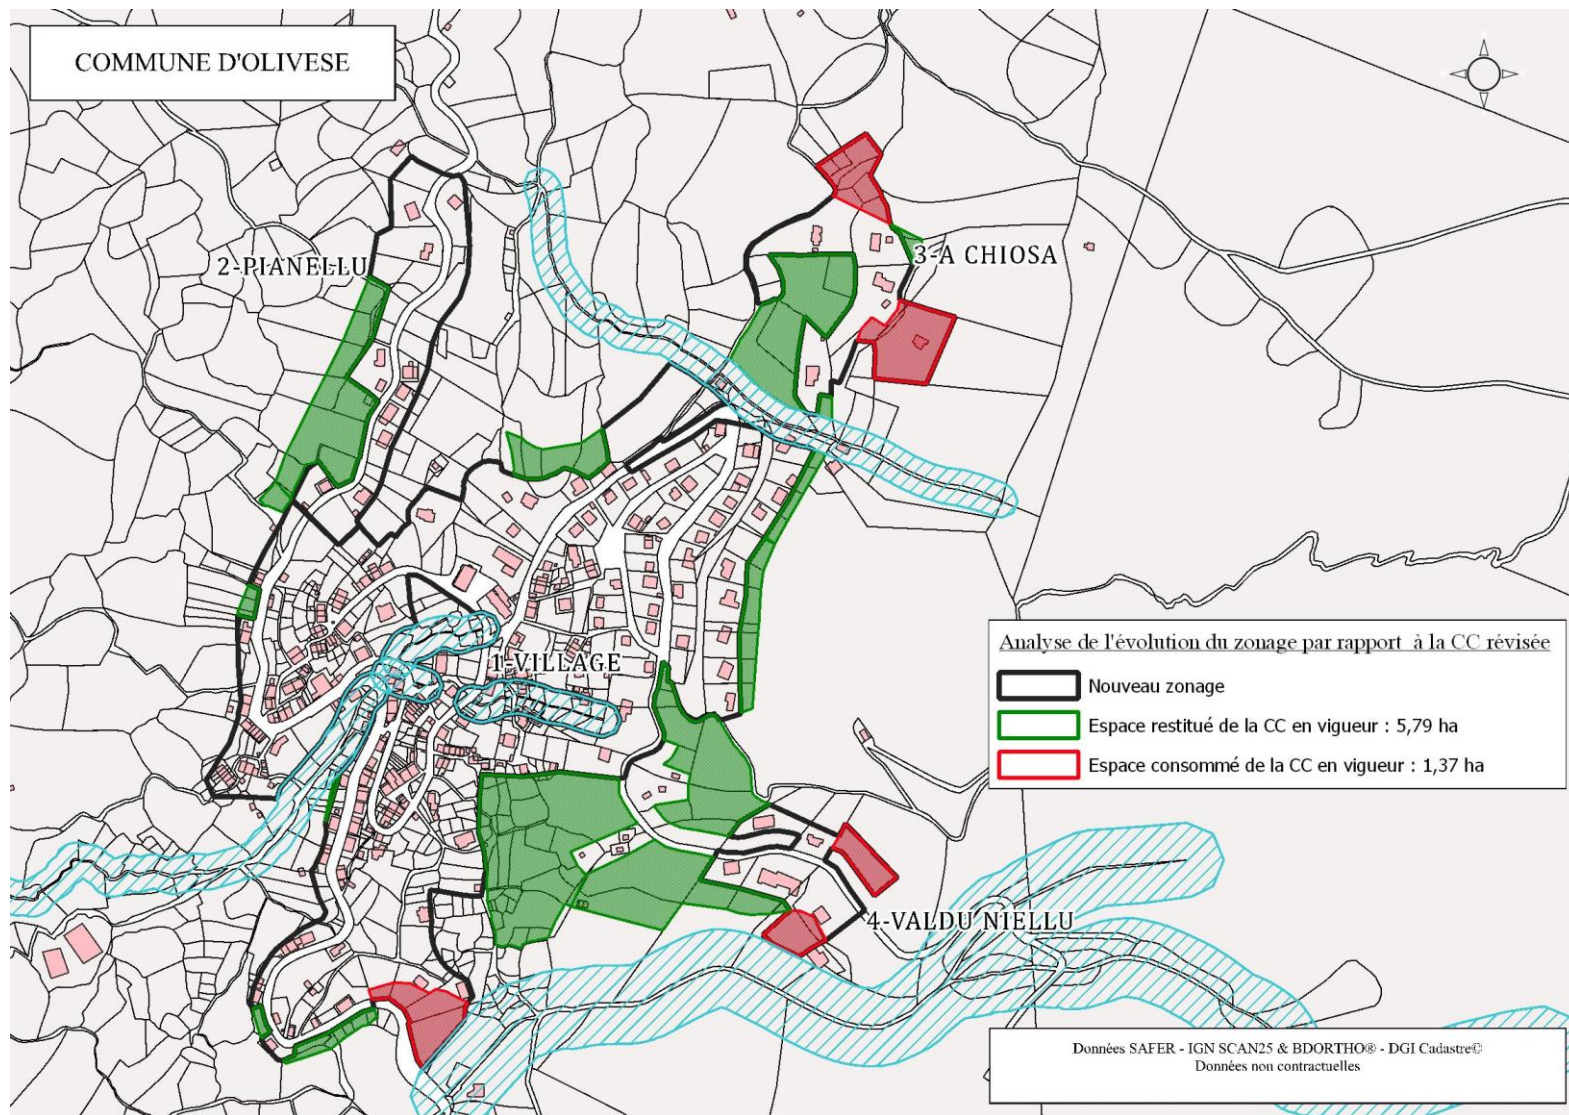 COMMUNE D'OLIVESE
2-PIANELLU
3-A CHIOSA
1-VILLAGE
Analyse de l'évolution du zonage par rapport à la CC révisée
Nouveau zonage
Espace restitué de la CC en vigueur : 5,79 ha
Espace consommé de la CC en vigueur : 1,37 ha
4-VALDU NIELLU
Données SAFER - IGN SCAN25 & BDORTHO® - DGI Cadastre©
Données non contractuelles